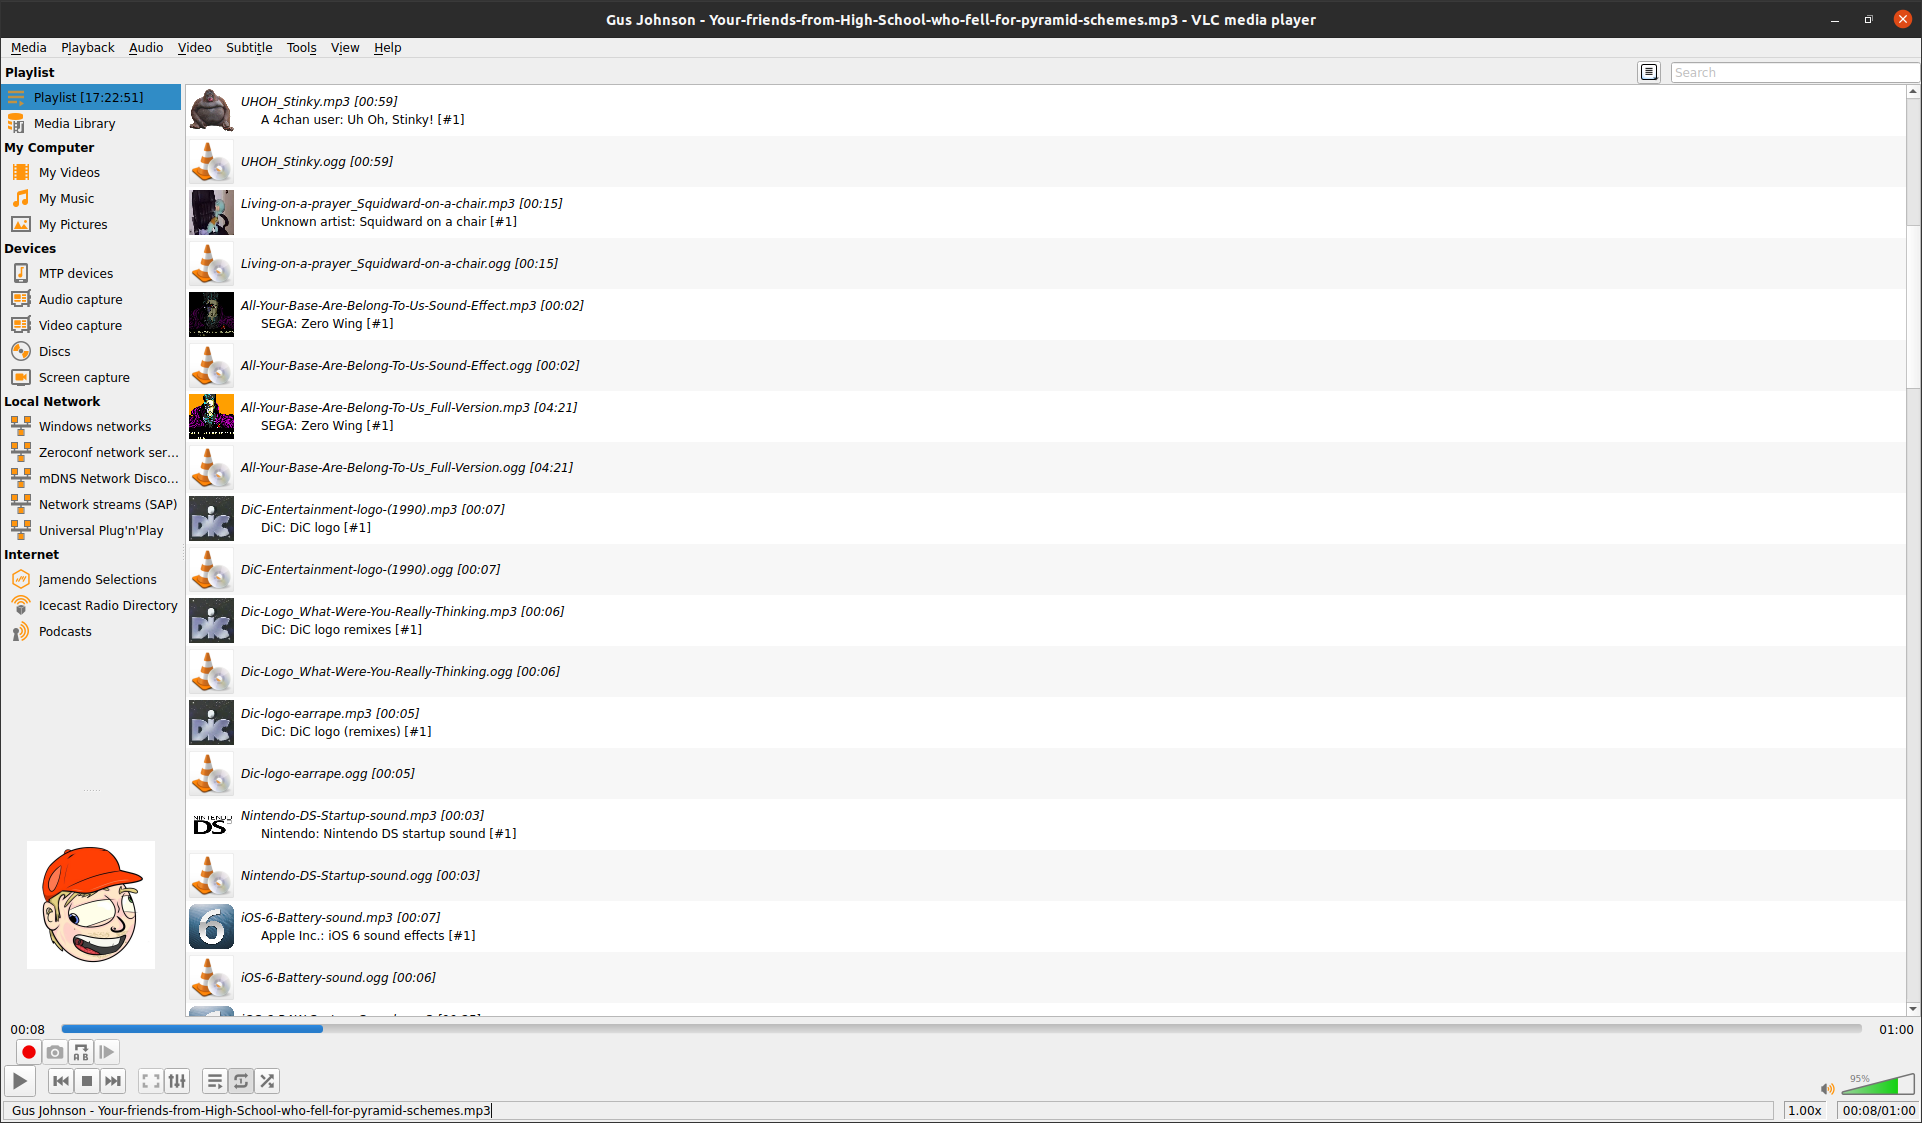 Gus Johnson - Your-friends-from-High-School-who-fell-for-pyramid-schemes.mp3 - VLC media player
Media Playback Audio Video Subtitle Tools View Help
Playlist
Search
Playlist [17:22:51]
Media Library
My Computer
My Videos
My Music
My Pictures
Devices
MTP devices
Audio capture
Video capture
Discs
Screen capture
Local Network
Windows networks
Zeroconf network ser...
mDNS Network Disco...
Network streams (SAP)
Universal Plug'n'Play
Internet
Jamendo Selections
Icecast Radio Directory
Podcasts
UHOH_Stinky.mp3 [00:59]
A 4chan user: Uh Oh, Stinky! [#1]
UHOH_Stinky.ogg [00:59]
Living-on-a-prayer_Squidward-on-a-chair.mp3 [00:15]
Unknown artist: Squidward on a chair [#1]
Living-on-a-prayer_Squidward-on-a-chair.ogg [00:15]
All-Your-Base-Are-Belong-To-Us-Sound-Effect.mp3 [00:02]
SEGA: Zero Wing [#1]
All-Your-Base-Are-Belong-To-Us-Sound-Effect.ogg [00:02]
All-Your-Base-Are-Belong-To-Us_Full-Version.mp3 [04:21]
SEGA: Zero Wing [#1]
All-Your-Base-Are-Belong-To-Us_Full-Version.ogg [04:21]
DiC
DiC-Entertainment-logo-(1990).mp3 [00:07]
DiC: DiC logo [#1]
DiC-Entertainment-logo-(1990).ogg [00:07]
DiC
Dic-Logo_What-Were-You-Really-Thinking.mp3 [00:06]
DiC: DiC logo remixes [#1]
Dic-Logo_What-Were-You-Really-Thinking.ogg [00:06]
DiC
Dic-logo-earrape.mp3 [00:05]
DiC: DiC logo (remixes) [#1]
Dic-logo-earrape.ogg [00:05]
NINTENDO
DS
Nintendo-DS-Startup-sound.mp3 [00:03]
Nintendo: Nintendo DS startup sound [#1]
Nintendo-DS-Startup-sound.ogg [00:03]
6
iOS-6-Battery-sound.mp3 [00:07]
Apple Inc.: iOS 6 sound effects [#1]
iOS-6-Battery-sound.ogg [00:06]
00:08
01:00
A B
95%
Gus Johnson - Your-friends-from-High-School-who-fell-for-pyramid-schemes.mp3
1.00x
00:08/01:00